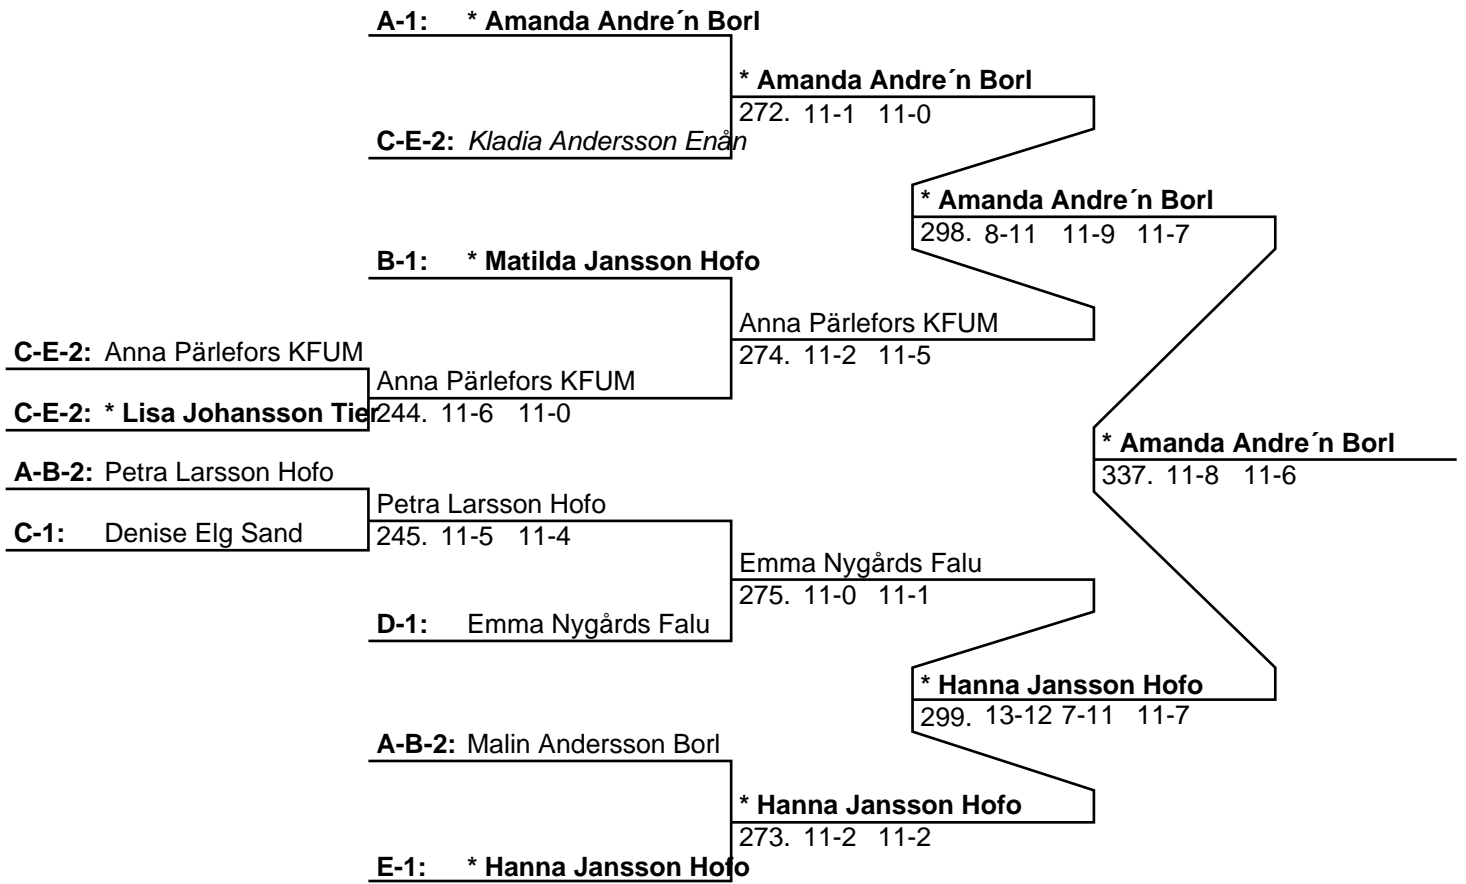 A-1: * Amanda Andre´n Borl
* Amanda Andre´n Borl
272. 11-1 11-0
C-E-2: Kladia Andersson Enån
* Amanda Andre´n Borl
298. 8-11 11-9 11-7
B-1: * Matilda Jansson Hofo
Anna Pärlefors KFUM
274. 11-2 11-5
C-E-2: Anna Pärlefors KFUM
Anna Pärlefors KFUM
244. 11-6 11-0
C-E-2: * Lisa Johansson Tier
* Amanda Andre´n Borl
337. 11-8 11-6
A-B-2: Petra Larsson Hofo
Petra Larsson Hofo
245. 11-5 11-4
C-1: Denise Elg Sand
Emma Nygårds Falu
275. 11-0 11-1
D-1: Emma Nygårds Falu
* Hanna Jansson Hofo
299. 13-12 7-11 11-7
A-B-2: Malin Andersson Borl
* Hanna Jansson Hofo
273. 11-2 11-2
E-1: * Hanna Jansson Hofo